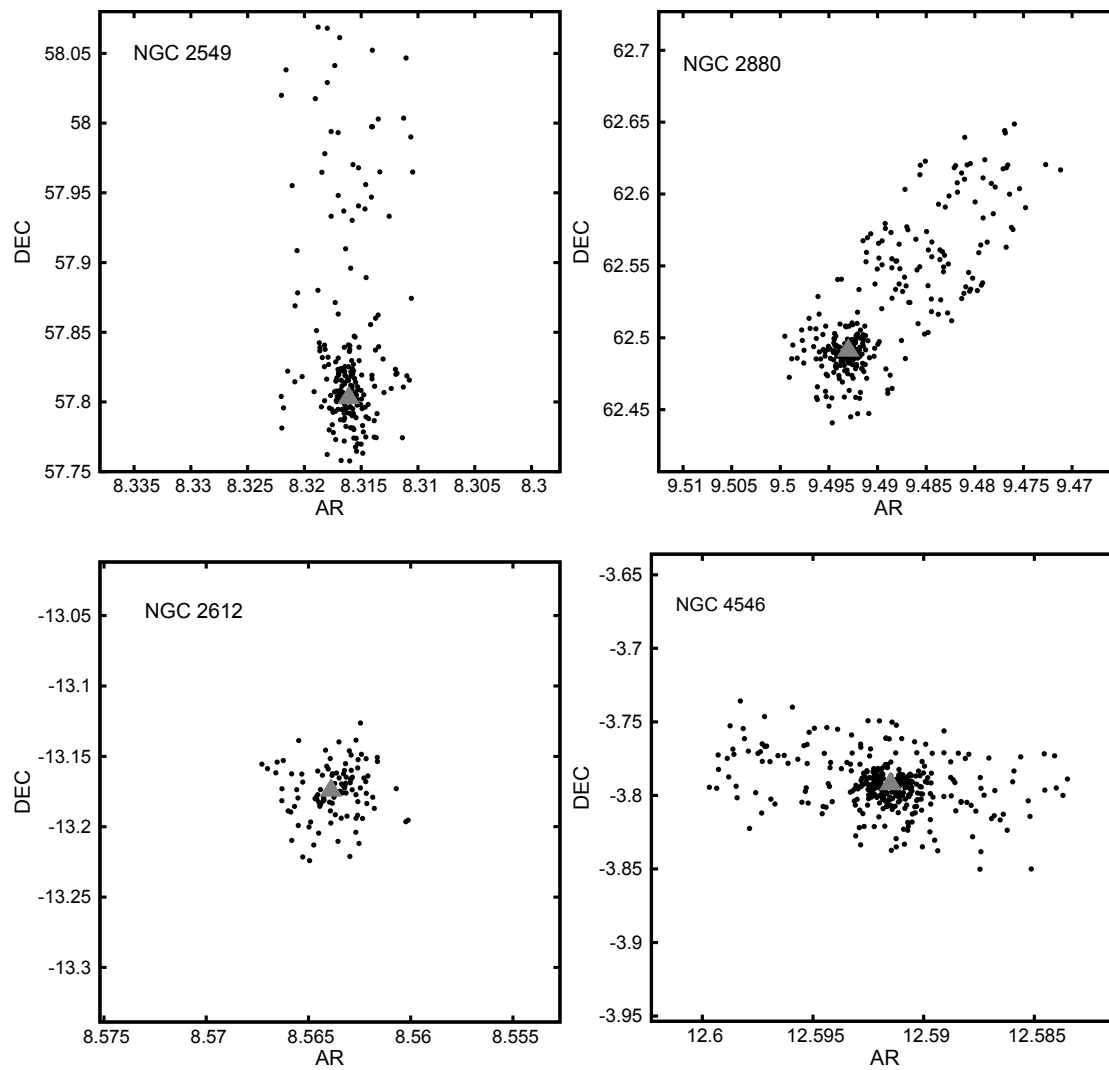 NGC 2549
58.05
58
57.95
57.9
57.85
57.8
57.75
DEC
8.335 8.33 8.325 8.32 8.315 8.31 8.305 8.3
AR
NGC 2880
62.7
62.65
62.6
62.55
62.5
62.45
DEC
9.51 9.505 9.5 9.495 9.49 9.485 9.48 9.475 9.47
AR
NGC 2612
-13.05
-13.1
-13.15
-13.2
-13.25
-13.3
DEC
8.575 8.57 8.565 8.56 8.555
AR
NGC 4546
-3.65
-3.7
-3.75
-3.8
-3.85
-3.9
-3.95
DEC
12.6 12.595 12.59 12.585
AR